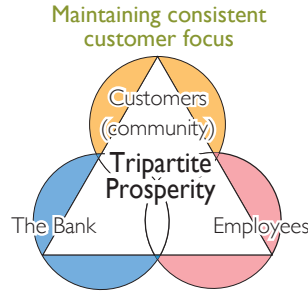 Maintaining consistent
customer focus
Customers
(community)
Tripartite
Prosperity
The Bank
Employees